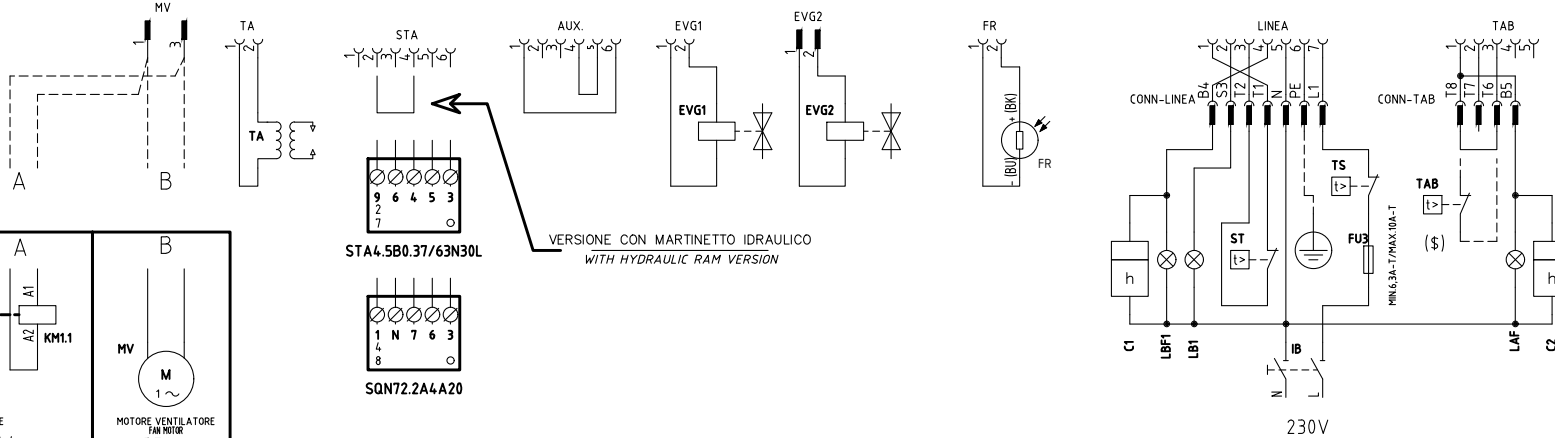 MV
1
3
TA
1
2
TA
A
B
STA
1
2
3
4
5
6
9 6 4 5 3
2
7
STA4.5B0.37/63N30L
1 N 7 6 3
4
8
SQN72.2A4A20
AUX.
1
2
3
4
5
6
VERSIONE CON MARTINETTO IDRAULICO
WITH HYDRAULIC RAM VERSION
EVG1
1
2
EVG1
EVG2
1
2
EVG2
FR
1
2
+ (BK)
- (BU)
FR
LINEA
1
2
3
4
5
6
7
CONN-LINEA
B4
S3
T2
T1
N
PE
L1
TS
t>
ST
t>
FU3
MIN.6,3A-T/MAX.10A-T
h
C1
LBF1
LB1
IB
N
L
230V
TAB
1
2
3
4
5
CONN-TAB
T8
T7
T6
B5
TAB
t>
($)
h
LAF
C2
A
A1
A2
KM1.1
E
B
MV
M
1~
MOTORE VENTILATORE
FAN MOTOR